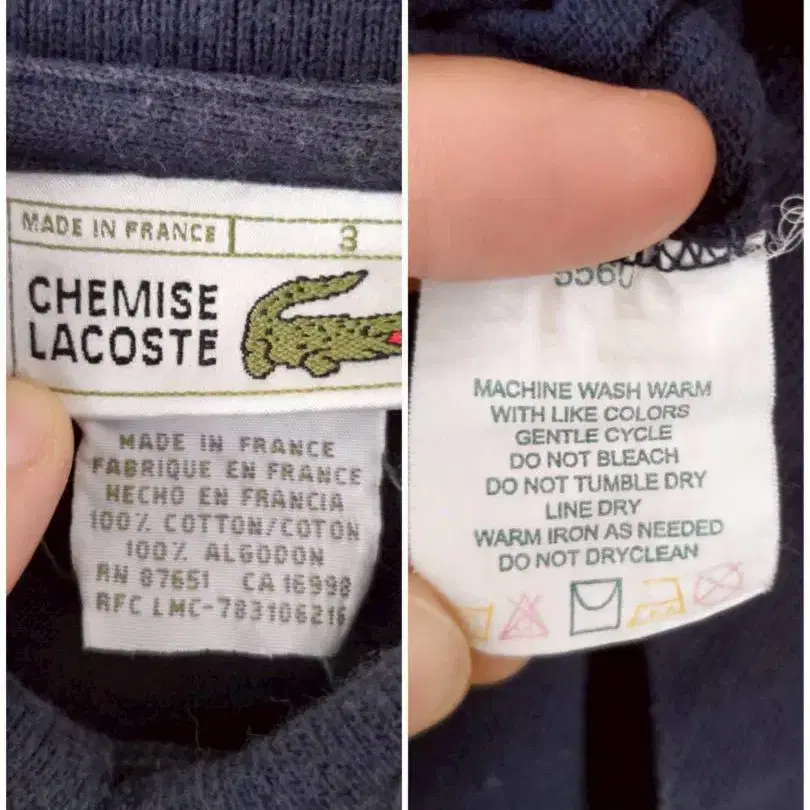 MADE IN FRANCE 3
CHEMISE
LACOSTE
MADE IN FRANCE
FABRIQUE EN FRANCE
HECHO EN FRANCIA
100% COTTON/COTON
100% ALGODON
RN 87651 CA 16998
RFC LMC-783106216
MACHINE WASH WARM
WITH LIKE COLORS
GENTLE CYCLE
DO NOT BLEACH
DO NOT TUMBLE DRY
LINE DRY
WARM IRON AS NEEDED
DO NOT DRYCLEAN